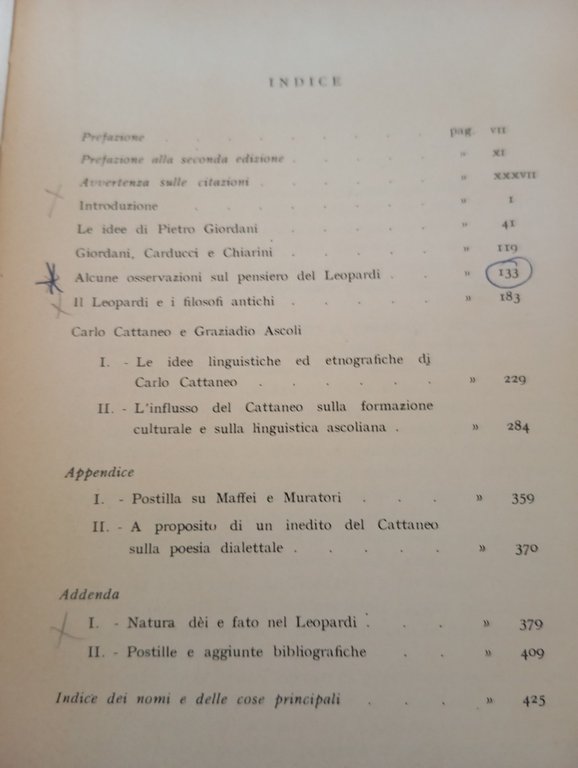 INDICE
Prefazione . . . . . . . . pag. VII
Prefazione alla seconda edizione . . . . . » XI
Avvertenza sulle citazioni . . . . . . » XXXVII
Introduzione . . . . . . . . » I
Le idee di Pietro Giordani . . . . . » 41
Giordani, Carducci e Chiarini . . . . . » 119
Alcune osservazioni sul pensiero del Leopardi . . . » 133
Il Leopardi e i filosofi antichi . . . . . » 183
Carlo Cattaneo e Graziadio Ascoli
I. - Le idee linguistiche ed etnografiche di
Carlo Cattaneo . . . . . » 229
II. - L'influsso del Cattaneo sulla formazione
culturale e sulla linguistica ascoliana . » 284
Appendice
I. - Postilla su Maffei e Muratori . . . » 359
II. - A proposito di un inedito del Cattaneo
sulla poesia dialettale . . . . . » 370
Addenda
I. - Natura dèi e fato nel Leopardi . . . » 379
II. - Postille e aggiunte bibliografiche . . » 409
Indice dei nomi e delle cose principali . . . » 425